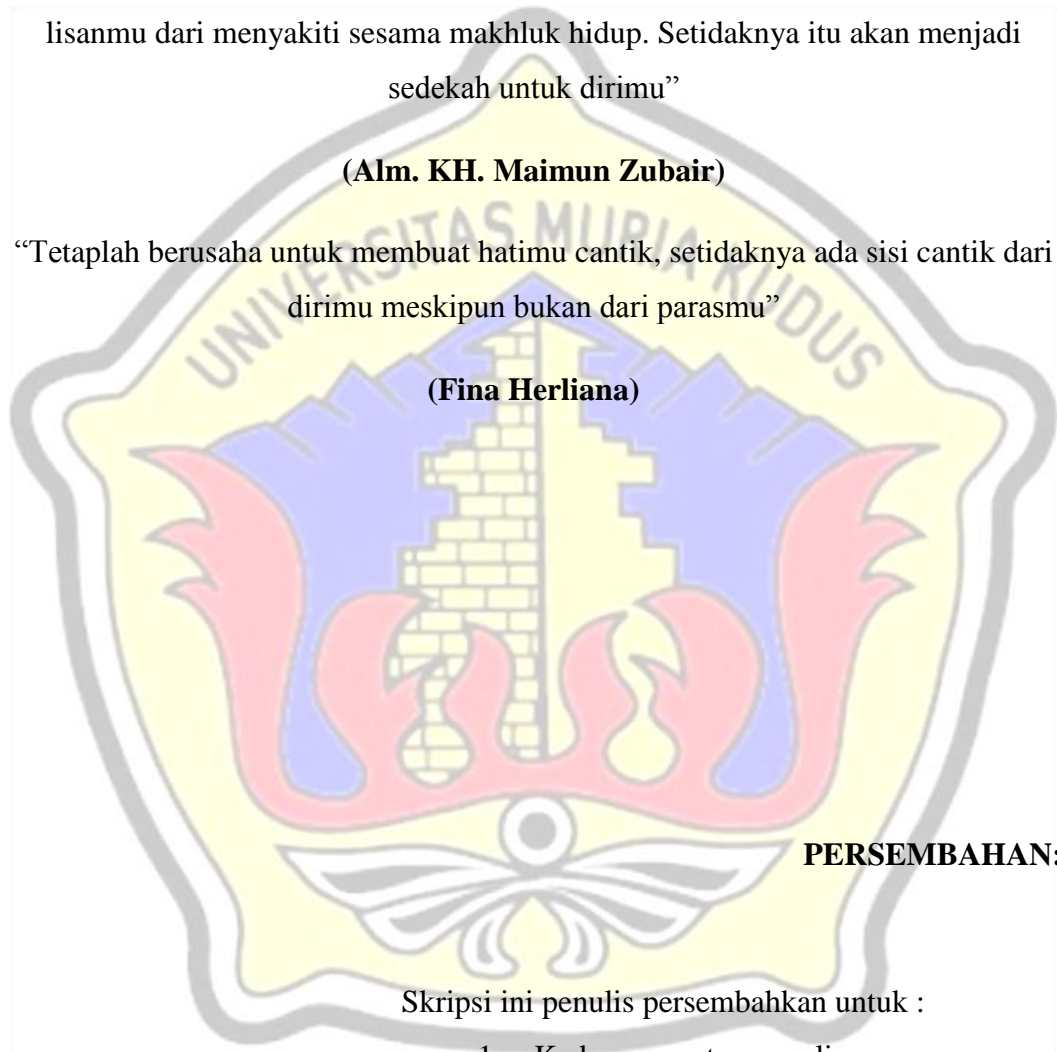 lisanmu dari menyakiti sesama makhluk hidup. Setidaknya itu akan menjadi
sedekah untuk dirimu”
(Alm. KH. Maimun Zubair)
“Tetaplah berusaha untuk membuat hatimu cantik, setidaknya ada sisi cantik dari
dirimu meskipun bukan dari parasmu”
(Fina Herliana)
UNIVERSITAS MURIA KUDUS
PERSEMBAHAN:
Skripsi ini penulis persembahkan untuk :